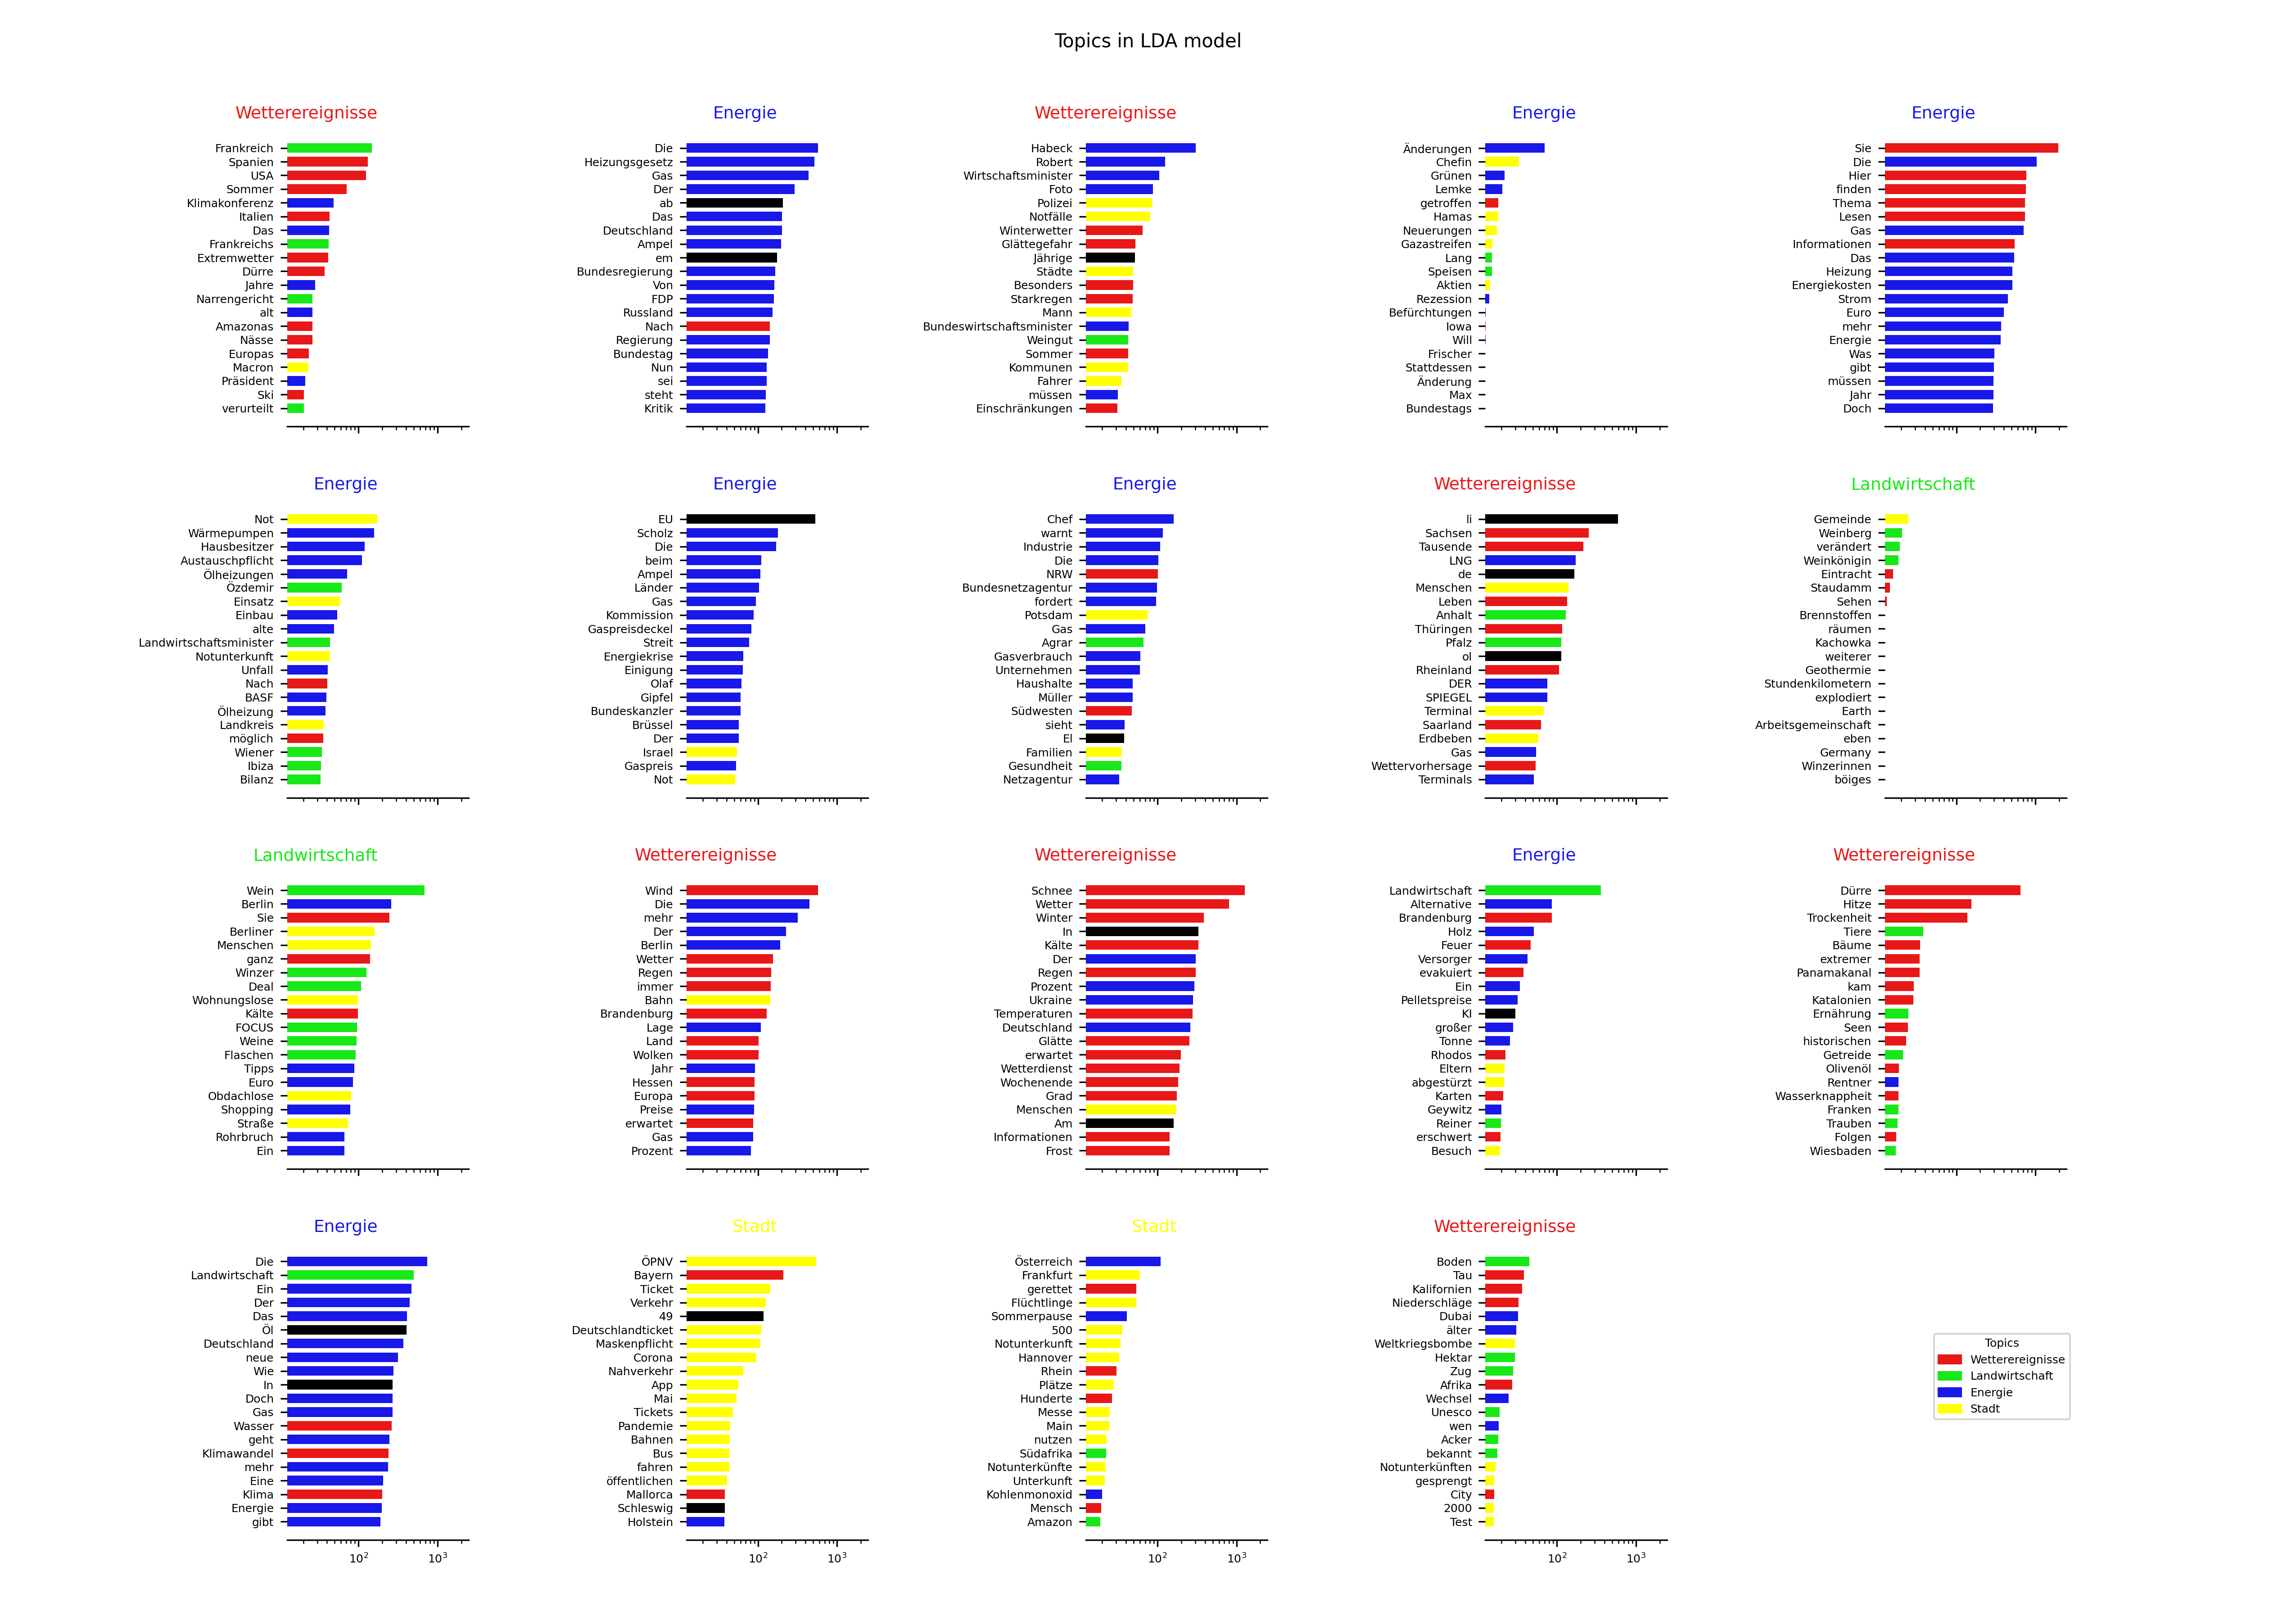 Topics in LDA model
Wetterereignisse
Frankreich
Spanien
USA
Sommer
Klimakonferenz
Italien
Das
Frankreichs
Extremwetter
Dürre
Jahre
Narrengericht
alt
Amazonas
Nässe
Europas
Macron
Präsident
Ski
verurteilt
Energie
Die
Heizungsgesetz
Gas
Der
ab
Das
Deutschland
Ampel
em
Bundesregierung
Von
FDP
Russland
Nach
Regierung
Bundestag
Nun
sei
steht
Kritik
Wetterereignisse
Habeck
Robert
Wirtschaftsminister
Foto
Polizei
Notfälle
Winterwetter
Glättegefahr
Jährige
Städte
Besonders
Starkregen
Mann
Bundeswirtschaftsminister
Weingut
Sommer
Kommunen
Fahrer
müssen
Einschränkungen
Energie
Änderungen
Chefin
Grünen
Lemke
getroffen
Hamas
Neuerungen
Gazastreifen
Lang
Speisen
Aktien
Rezession
Befürchtungen
Iowa
Will
Frischer
Stattdessen
Änderung
Max
Bundestags
Energie
Sie
Die
Hier
finden
Thema
Lesen
Gas
Informationen
Das
Heizung
Energiekosten
Strom
Euro
mehr
Energie
Was
gibt
müssen
Jahr
Doch
Energie
Not
Wärmepumpen
Hausbesitzer
Austauschpflicht
Ölheizungen
Özdemir
Einsatz
Einbau
alte
Landwirtschaftsminister
Notunterkunft
Unfall
Nach
BASF
Ölheizung
Landkreis
möglich
Wiener
Ibiza
Bilanz
Energie
EU
Scholz
Die
beim
Ampel
Länder
Gas
Kommission
Gaspreisdeckel
Streit
Energiekrise
Einigung
Olaf
Gipfel
Bundeskanzler
Brüssel
Der
Israel
Gaspreis
Not
Energie
Chef
warnt
Industrie
Die
NRW
Bundesnetzagentur
fordert
Potsdam
Gas
Agrar
Gasverbrauch
Unternehmen
Haushalte
Müller
Südwesten
sieht
El
Familien
Gesundheit
Netzagentur
Wetterereignisse
li
Sachsen
Tausende
LNG
de
Menschen
Leben
Anhalt
Thüringen
Pfalz
ol
Rheinland
DER
SPIEGEL
Terminal
Saarland
Erdbeben
Gas
Wettervorhersage
Terminals
Landwirtschaft
Gemeinde
Weinberg
verändert
Weinkönigin
Eintracht
Staudamm
Sehen
Brennstoffen
räumen
Kachowka
weiterer
Geothermie
Stundenkilometern
explodiert
Earth
Arbeitsgemeinschaft
eben
Germany
Winzerinnen
böiges
Landwirtschaft
Wein
Berlin
Sie
Berliner
Menschen
ganz
Winzer
Deal
Wohnungslose
Kälte
FOCUS
Weine
Flaschen
Tipps
Euro
Obdachlose
Shopping
Straße
Rohrbruch
Ein
Wetterereignisse
Wind
Die
mehr
Der
Berlin
Wetter
Regen
immer
Bahn
Brandenburg
Lage
Land
Wolken
Jahr
Hessen
Europa
Preise
erwartet
Gas
Prozent
Wetterereignisse
Schnee
Wetter
Winter
In
Kälte
Der
Regen
Prozent
Ukraine
Temperaturen
Deutschland
Glätte
erwartet
Wetterdienst
Wochenende
Grad
Menschen
Am
Informationen
Frost
Energie
Landwirtschaft
Alternative
Brandenburg
Holz
Feuer
Versorger
evakuiert
Ein
Pelletspreise
KI
großer
Tonne
Rhodos
Eltern
abgestürzt
Karten
Geywitz
Reiner
erschwert
Besuch
Wetterereignisse
Dürre
Hitze
Trockenheit
Tiere
Bäume
extremer
Panamakanal
kam
Katalonien
Ernährung
Seen
historischen
Getreide
Olivenöl
Rentner
Wasserknappheit
Franken
Trauben
Folgen
Wiesbaden
Energie
Die
Landwirtschaft
Ein
Der
Das
Öl
Deutschland
neue
Wie
In
Doch
Gas
Wasser
geht
Klimawandel
mehr
Eine
Klima
Energie
gibt
10² 10³
Stadt
ÖPNV
Bayern
Ticket
Verkehr
49
Deutschlandticket
Maskenpflicht
Corona
Nahverkehr
App
Mai
Tickets
Pandemie
Bahnen
Bus
fahren
öffentlichen
Mallorca
Schleswig
Holstein
10² 10³
Stadt
Österreich
Frankfurt
gerettet
Flüchtlinge
Sommerpause
500
Notunterkunft
Hannover
Rhein
Plätze
Hunderte
Messe
Main
nutzen
Südafrika
Notunterkünfte
Unterkunft
Kohlenmonoxid
Mensch
Amazon
10² 10³
Wetterereignisse
Boden
Tau
Kalifornien
Niederschläge
Dubai
älter
Weltkriegsbombe
Hektar
Zug
Afrika
Wechsel
Unesco
wen
Acker
bekannt
Notunterkünften
gesprengt
City
2000
Test
10² 10³
Topics
Wetterereignisse
Landwirtschaft
Energie
Stadt